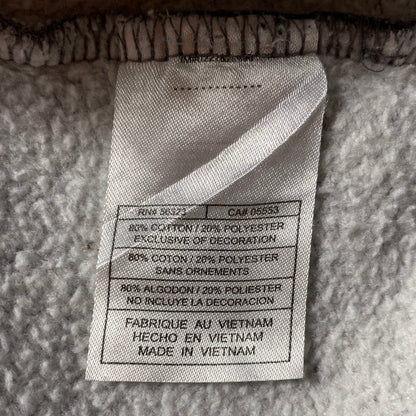 RN# 56323 CA# 05553
80% COTTON / 20% POLYESTER
EXCLUSIVE OF DECORATION
80% COTON / 20% POLYESTER
SANS ORNEMENTS
80% ALGODON / 20% POLIESTER
NO INCLUYE LA DECORACION
FABRIQUE AU VIETNAM
HECHO EN VIETNAM
MADE IN VIETNAM